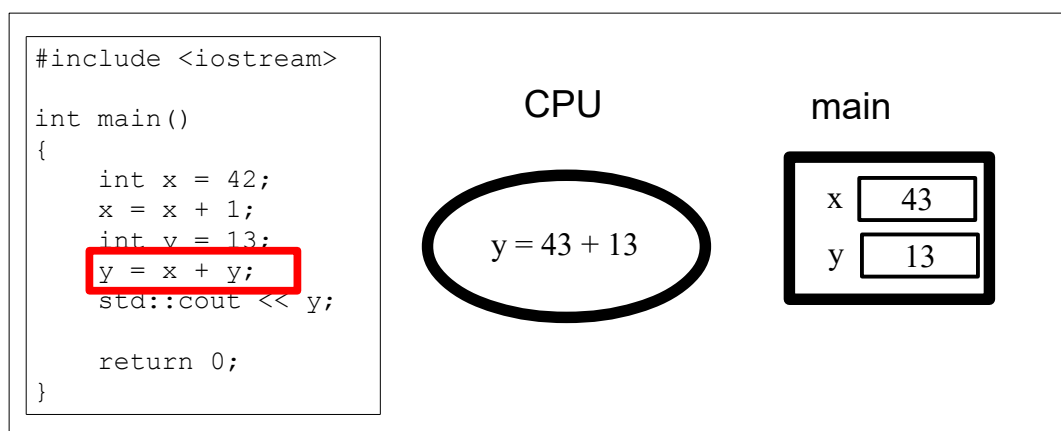 #include <iostream>
int main()
{
    int x = 42;
    x = x + 1;
    int y = 13;
    y = x + y;
    std::cout << y;
    return 0;
}
CPU
y = 43 + 13
main
x 43
y 13